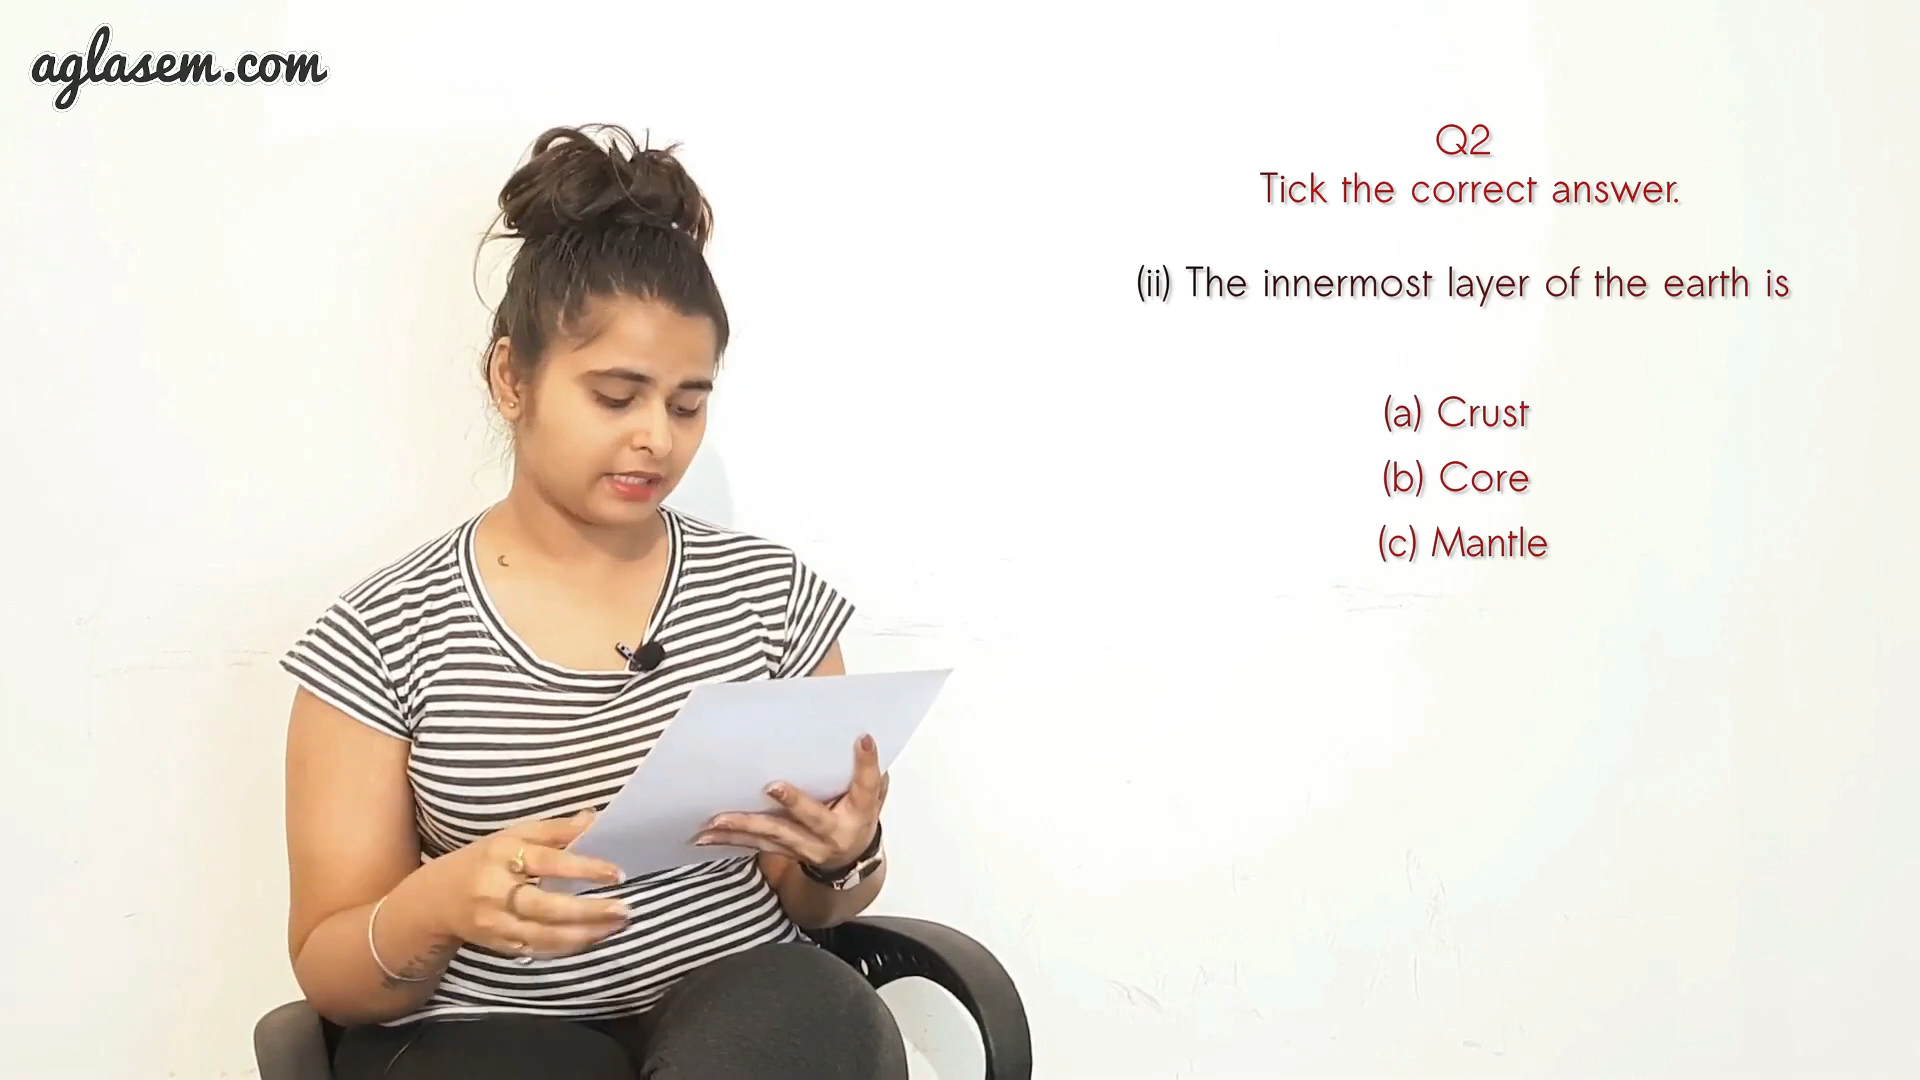 aglasem.com
Q2
Tick the correct answer.
(ii) The innermost layer of the earth is
(a) Crust
(b) Core
(c) Mantle